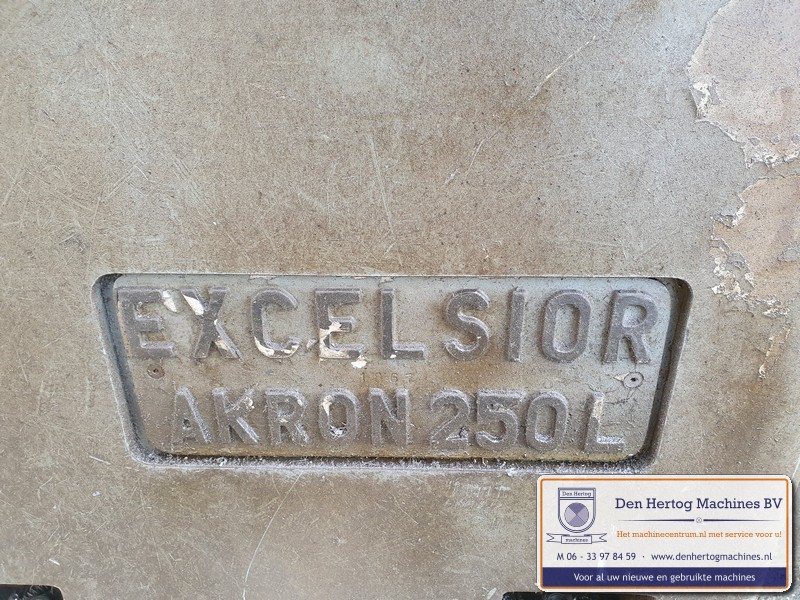 EXCELSIOR
AKRON 250 L
Den Hertog
machines
Den Hertog Machines BV
Het machinecentrum.nl met service voor u!
M 06 - 33 97 84 59 · www.denhertogmachines.nl
Voor al uw nieuwe en gebruikte machines